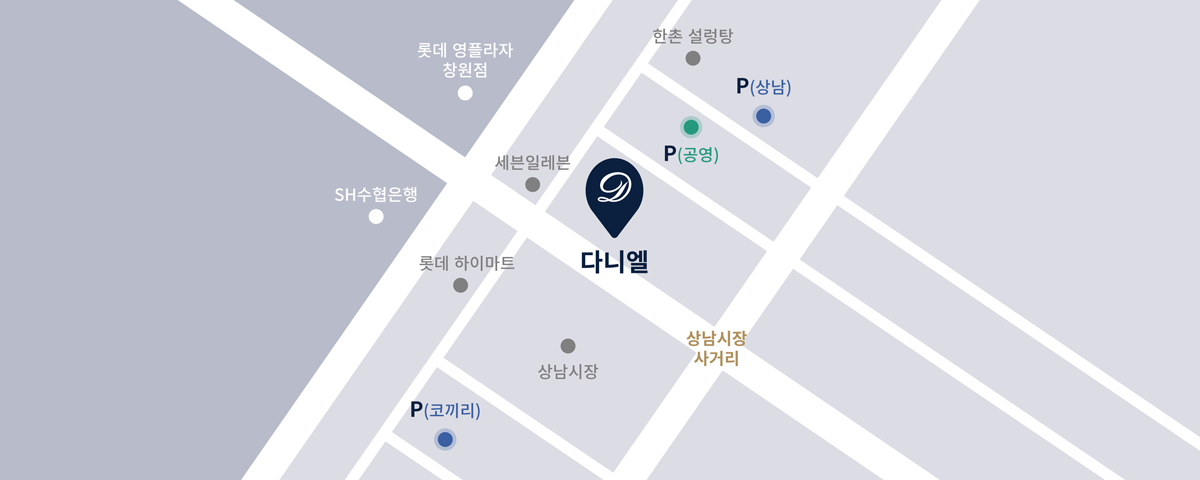 한촌 설렁탕
롯데 영플라자
창원점
P(상남)
P(공영)
세븐일레븐
D
SH수협은행
다니엘
롯데 하이마트
상남시장
사거리
상남시장
P(코끼리)